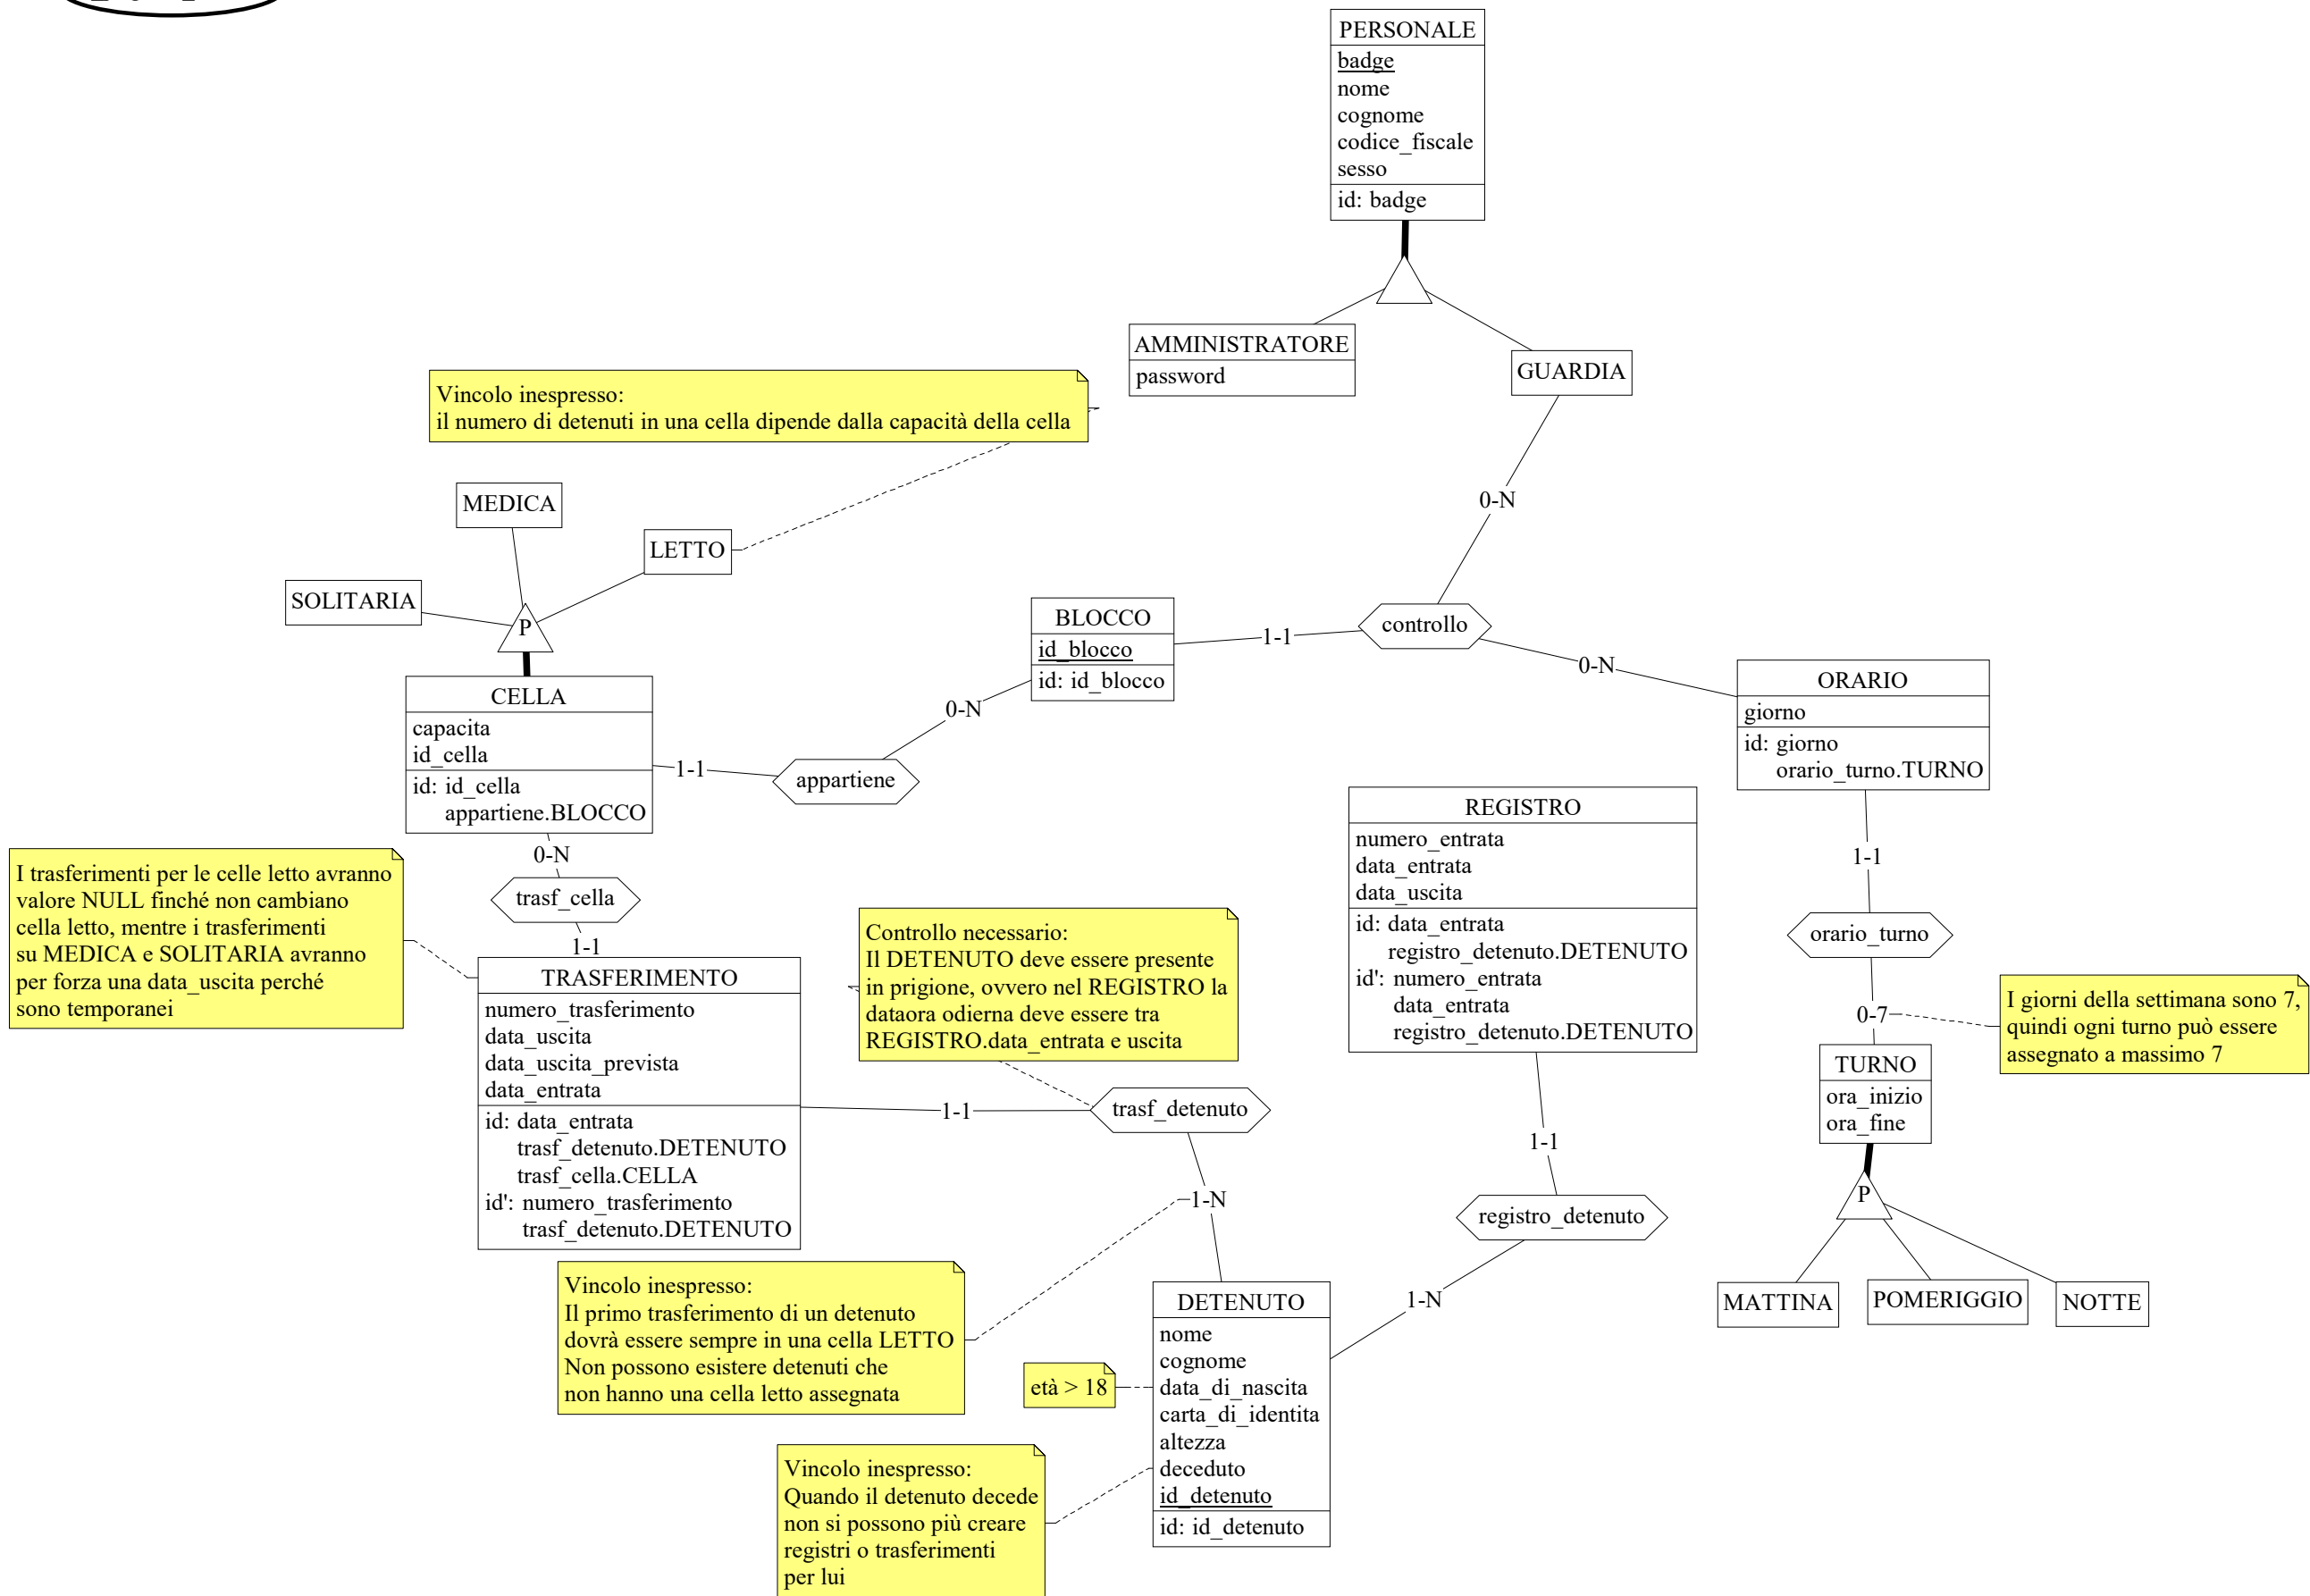 PERSONALE
badge
nome
cognome
codice_fiscale
sesso
id: badge
AMMINISTRATORE
password
GUARDIA
Vincolo inespresso:
il numero di detenuti in una cella dipende dalla capacità della cella
MEDICA
LETTO
SOLITARIA
P
0-N
BLOCCO
id_blocco
id: id_blocco
1-1
controllo
0-N
ORARIO
giorno
id: giorno
orario_turno.TURNO
CELLA
capacita
id_cella
id: id_cella
appartiene.BLOCCO
0-N
1-1
appartiene
REGISTRO
numero_entrata
data_entrata
data_uscita
id: data_entrata
registro_detenuto.DETENUTO
id': numero_entrata
data_entrata
registro_detenuto.DETENUTO
1-1
orario_turno
0-7
I giorni della settimana sono 7,
quindi ogni turno può essere
assegnato a massimo 7
TURNO
ora_inizio
ora_fine
P
MATTINA
POMERIGGIO
NOTTE
0-N
trasf_cella
1-1
I trasferimenti per le celle letto avranno
valore NULL finché non cambiano
cella letto, mentre i trasferimenti
su MEDICA e SOLITARIA avranno
per forza una data_uscita perché
sono temporanei
TRASFERIMENTO
numero_trasferimento
data_uscita
data_uscita_prevista
data_entrata
id: data_entrata
trasf_detenuto.DETENUTO
trasf_cella.CELLA
id': numero_trasferimento
trasf_detenuto.DETENUTO
Controllo necessario:
Il DETENUTO deve essere presente
in prigione, ovvero nel REGISTRO la
dataora odierna deve essere tra
REGISTRO.data_entrata e uscita
1-1
trasf_detenuto
1-N
1-1
registro_detenuto
1-N
Vincolo inespresso:
Il primo trasferimento di un detenuto
dovrà essere sempre in una cella LETTO
Non possono esistere detenuti che
non hanno una cella letto assegnata
DETENUTO
nome
cognome
data_di_nascita
carta_di_identita
altezza
deceduto
id_detenuto
id: id_detenuto
età > 18
Vincolo inespresso:
Quando il detenuto decede
non si possono più creare
registri o trasferimenti
per lui